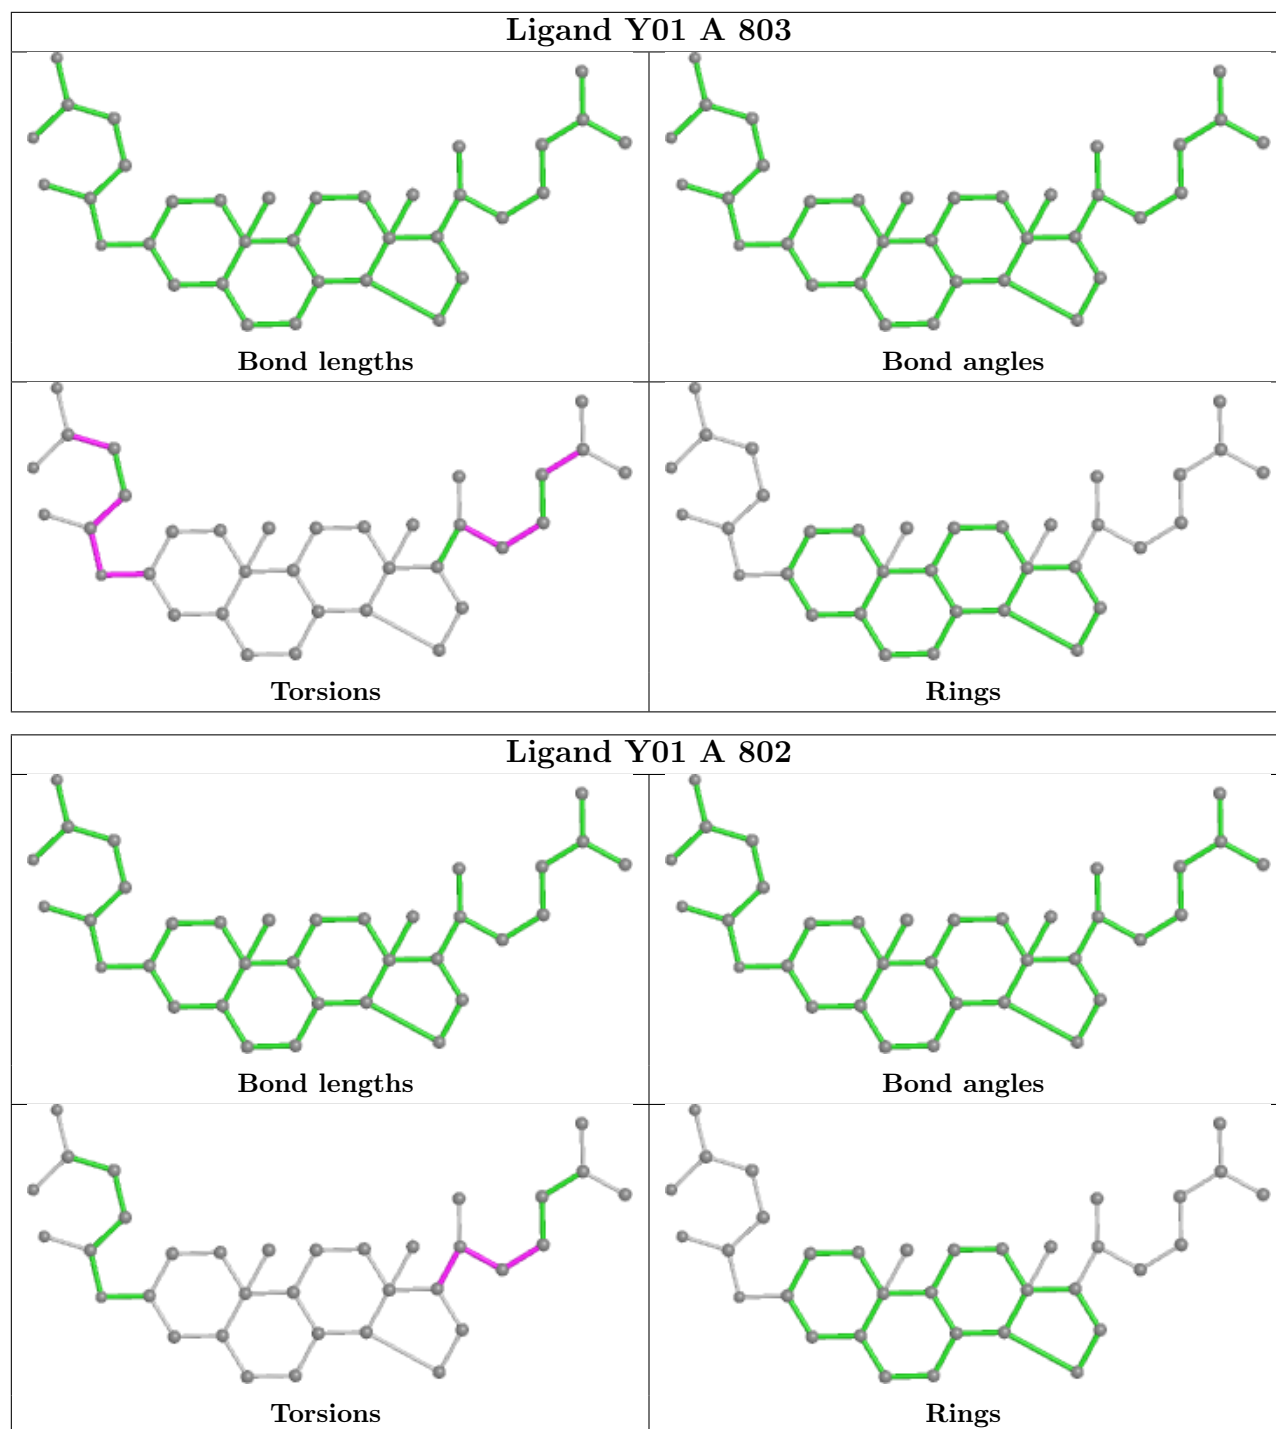 Ligand Y01 A 803
Bond lengths
Bond angles
Torsions
Rings
Ligand Y01 A 802
Bond lengths
Bond angles
Torsions
Rings